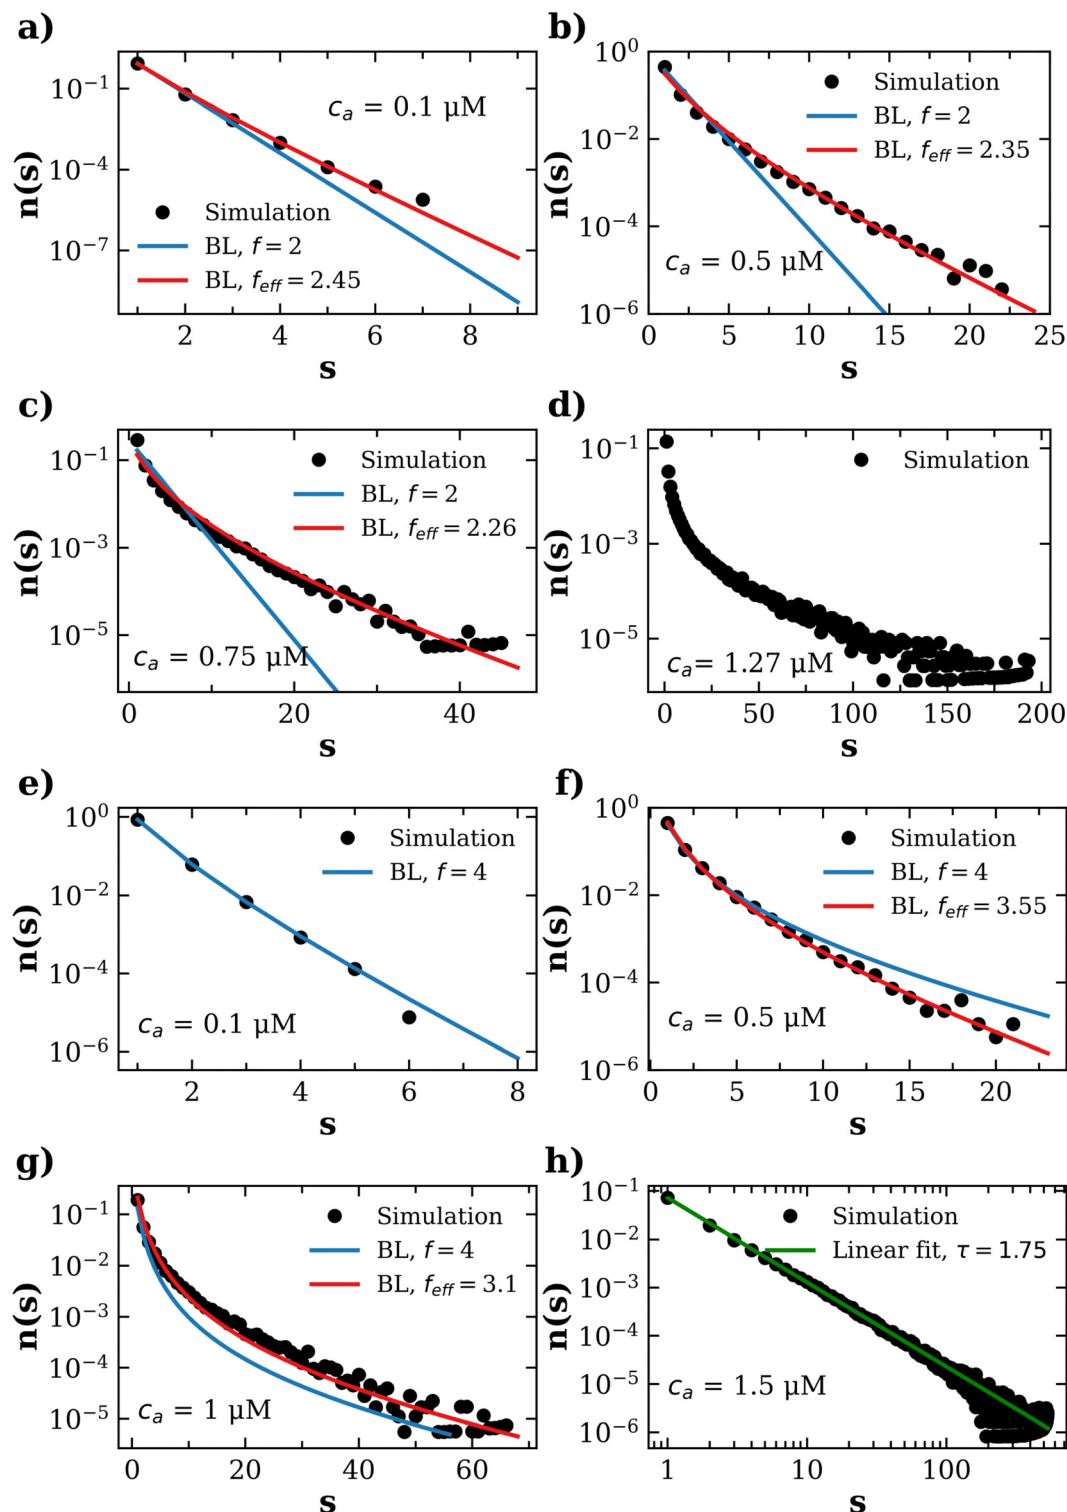 a)
n(s)
10⁻¹
10⁻⁴
10⁻⁷
c_a = 0.1 μM
Simulation
BL, f = 2
BL, f_eff = 2.45
2 4 6 8
s
b)
n(s)
10⁰
10⁻²
10⁻⁴
10⁻⁶
Simulation
BL, f = 2
BL, f_eff = 2.35
c_a = 0.5 μM
0 5 10 15 20 25
s
c)
n(s)
10⁻¹
10⁻³
10⁻⁵
Simulation
BL, f = 2
BL, f_eff = 2.26
c_a = 0.75 μM
0 20 40
s
d)
n(s)
10⁻¹
10⁻³
10⁻⁵
Simulation
c_a= 1.27 μM
0 50 100 150 200
s
e)
n(s)
10⁰
10⁻²
10⁻⁴
10⁻⁶
Simulation
BL, f = 4
c_a = 0.1 μM
2 4 6 8
s
f)
n(s)
10⁰
10⁻²
10⁻⁴
10⁻⁶
Simulation
BL, f = 4
BL, f_eff = 3.55
c_a = 0.5 μM
0 5 10 15 20
s
g)
n(s)
10⁻¹
10⁻²
10⁻³
10⁻⁴
10⁻⁵
Simulation
BL, f = 4
BL, f_eff = 3.1
c_a = 1 μM
0 20 40 60
s
h)
n(s)
10⁻¹
10⁻²
10⁻³
10⁻⁴
10⁻⁵
10⁻⁶
Simulation
Linear fit, τ = 1.75
c_a = 1.5 μM
1 10 100
s